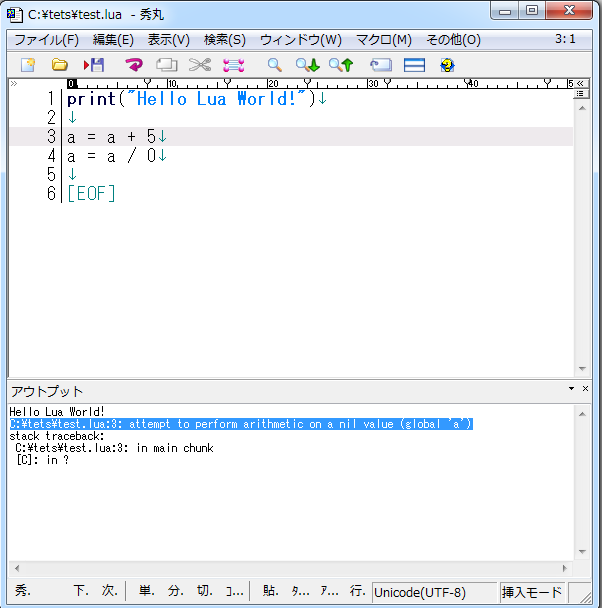 C:¥tets¥test.lua - 秀丸
ファイル(F) 編集(E) 表示(V) 検索(S) ウィンドウ(W) マクロ(M) その他(O) 3:1
0 10 20 30 40 5
1 print("Hello Lua World!")↓
2 ↓
3 a = a + 5↓
4 a = a / 0↓
5 ↓
6 [EOF]
アウトプット
Hello Lua World!
C:¥tets¥test.lua:3: attempt to perform arithmetic on a nil value (global 'a')
stack traceback:
C:¥tets¥test.lua:3: in main chunk
[C]: in ?
秀. 下. 次. 単. 分. 切. コ... 貼. タ... ア... 行. Unicode(UTF-8) 挿入モード